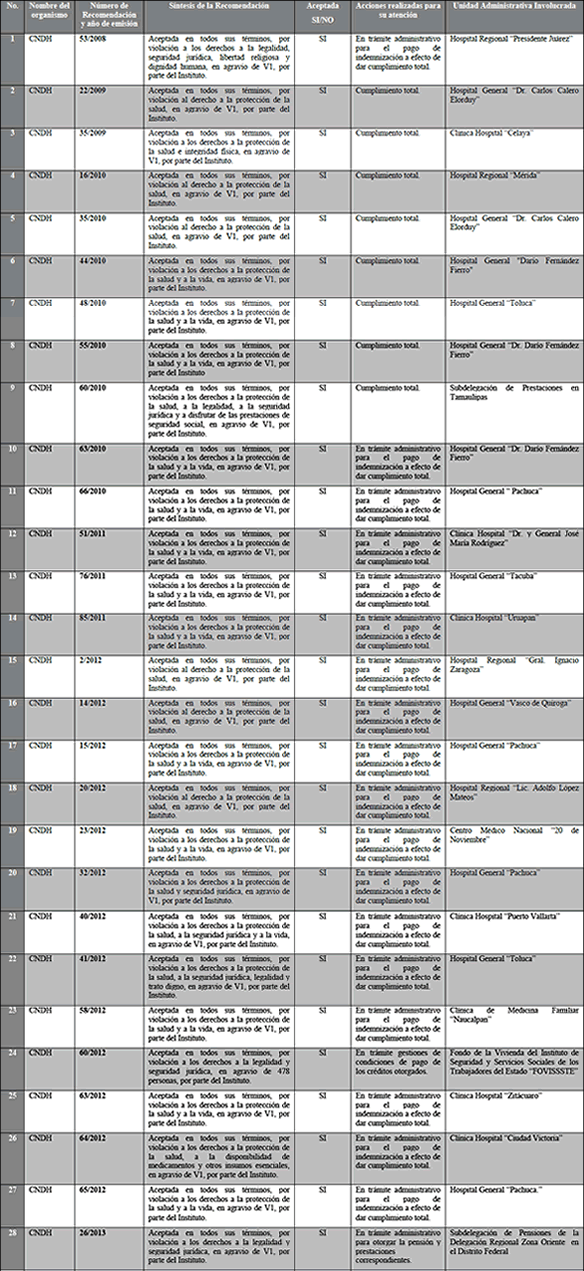 No.
Nombre del
organismo
Número de
Recomendación
y año de emisión
Síntesis de la Recomendación
Aceptada
SI/NO
Acciones realizadas para
su atención
Unidad Administrativa Involucrada
1
CNDH
53/2008
Aceptada en todos sus términos, por
violación a los derechos a la legalidad,
seguridad jurídica, libertad religiosa y
dignidad humana, en agravio de V1, por
parte del Instituto.
SI
En trámite administrativo
para el pago de
indemnización a efecto de
dar cumplimiento total.
Hospital Regional "Presidente Juárez"
2
CNDH
22/2009
Aceptada en todos sus términos, por
violación al derecho a la protección de la
salud, en agravio de V1, por parte del
Instituto.
SI
Cumplimiento total.
Hospital General "Dr. Carlos Calero
Elorduy"
3
CNDH
35/2009
Aceptada en todos sus términos, por
violación a los derechos a la protección de
la salud e integridad física, en agravio de
V1, por parte del Instituto.
SI
Cumplimiento total.
Clínica Hospital "Celaya"
4
CNDH
16/2010
Aceptada en todos sus términos, por
violación al derecho a la protección de la
salud, en agravio de V1, por parte del
Instituto.
SI
Cumplimiento total.
Hospital Regional "Mérida"
5
CNDH
35/2010
Aceptada en todos sus términos, por
violación al derecho a la protección de la
salud, en agravio de V1, por parte del
Instituto.
SI
Cumplimiento total.
Hospital General "Dr. Carlos Calero
Elorduy"
6
CNDH
44/2010
Aceptada en todos sus términos, por
violación a los derechos a la protección de
la salud y a la vida, en agravio de V1, por
parte del Instituto.
SI
Cumplimiento total.
Hospital General "Darío Fernández
Fierro"
7
CNDH
48/2010
Aceptada en todos sus términos, por
violación a los derechos a la protección de
la salud y a la vida, en agravio de V1, por
parte del Instituto.
SI
Cumplimiento total.
Hospital General "Toluca"
8
CNDH
55/2010
Aceptada en todos sus términos, por
violación a los derechos a la protección de
la salud y a la vida, en agravio de V1, por
parte del Instituto
SI
Cumplimiento total.
Hospital General "Dr. Darío Fernández
Fierro"
9
CNDH
60/2010
Aceptada en todos sus términos, por
violación a los derechos a la protección de
la salud, a la legalidad, a la seguridad
jurídica y a disfrutar de las prestaciones de
seguridad social, en agravio de V1, por
parte del Instituto.
SI
Cumplimiento total.
Subdelegación de Prestaciones en
Tamaulipas
10
CNDH
63/2010
Aceptada en todos sus términos, por
violación a los derechos a la protección de
la salud y a la vida, en agravio de V1, por
parte del Instituto.
SI
En trámite administrativo
para el pago de
indemnización a efecto de
dar cumplimiento total.
Hospital General "Dr. Darío Fernández
Fierro"
11
CNDH
66/2010
Aceptada en todos sus términos, por
violación a los derechos a la protección de
la salud y a la vida, en agravio de V1, por
parte del Instituto.
SI
En trámite administrativo
para el pago de
indemnización a efecto de
dar cumplimiento total.
Hospital General " Pachuca"
12
CNDH
51/2011
Aceptada en todos sus términos, por
violación a los derechos a la protección de
la salud y a la vida, en agravio de V1, por
parte del Instituto.
SI
En trámite administrativo
para el pago de
indemnización a efecto de
dar cumplimiento total.
Clínica Hospital "Dr. y General José
María Rodríguez"
13
CNDH
76/2011
Aceptada en todos sus términos, por
violación a los derechos a la protección de
la salud y a la vida, en agravio de V1, por
parte del Instituto.
SI
En trámite administrativo
para el pago de
indemnización a efecto de
dar cumplimiento total.
Hospital General "Tacuba"
14
CNDH
85/2011
Aceptada en todos sus términos, por
violación a los derechos a la protección de
la salud y a la vida, en agravio de V1, por
parte del Instituto.
SI
En trámite administrativo
para el pago de
indemnización a efecto de
dar cumplimiento total.
Clínica Hospital "Uruapan"
15
CNDH
2/2012
Aceptada en todos sus términos, por
violación al derecho a la protección de la
salud, en agravio de V1, por parte del
Instituto.
SI
En trámite administrativo
para el pago de
indemnización a efecto de
dar cumplimiento total.
Hospital Regional "Gral. Ignacio
Zaragoza"
16
CNDH
14/2012
Aceptada en todos sus términos, por
violación al derecho a la protección de la
salud, en agravio de V1, por parte del
Instituto.
SI
En trámite administrativo
para el pago de
indemnización a efecto de
dar cumplimiento total.
Hospital General "Vasco de Quiroga"
17
CNDH
15/2012
Aceptada en todos sus términos, por
violación a los derechos a la protección de
la salud y a la vida, en agravio de V1, por
parte del Instituto.
SI
En trámite administrativo
para el pago de
indemnización a efecto de
dar cumplimiento total.
Hospital General "Pachuca"
18
CNDH
20/2012
Aceptada en todos sus términos, por
violación al derecho a la protección de la
salud, en agravio de V1, por parte del
Instituto.
SI
En trámite administrativo
para el pago de
indemnización a efecto de
dar cumplimiento total.
Hospital Regional "Lic. Adolfo López
Mateos"
19
CNDH
23/2012
Aceptada en todos sus términos, por
violación a los derechos a la protección de
la salud y a la vida, en agravio de V1, por
parte del Instituto.
SI
En trámite administrativo
para el pago de
indemnización a efecto de
dar cumplimiento total.
Centro Médico Nacional "20 de
Noviembre"
20
CNDH
32/2012
Aceptada en todos sus términos, por
violación a los derechos a la protección de
la salud y seguridad jurídica, en agravio de
V1, por parte del Instituto.
SI
En trámite administrativo
para el pago de
indemnización a efecto de
dar cumplimiento total.
Hospital General "Pachuca"
21
CNDH
40/2012
Aceptada en todos sus términos, por
violación a los derechos a la protección de
la salud, a la seguridad jurídica y a la vida,
en agravio de V1, por parte del Instituto.
SI
En trámite administrativo
para el pago de
indemnización a efecto de
dar cumplimiento total.
Clínica Hospital "Puerto Vallarta"
22
CNDH
41/2012
Aceptada en todos sus términos, por
violación a los derechos a la protección de
la salud, a la seguridad jurídica, legalidad y
trato digno, en agravio de V1, por parte del
Instituto.
SI
En trámite administrativo
para el pago de
indemnización a efecto de
dar cumplimiento total.
Hospital General "Toluca"
23
CNDH
58/2012
Aceptada en todos sus términos, por
violación a los derechos a la protección de
la salud y a la vida, en agravio de V1, por
parte del Instituto.
SI
En trámite administrativo
para el pago de
indemnización a efecto de
dar cumplimiento total.
Clínica de Medicina Familiar
"Naucalpan"
24
CNDH
60/2012
Aceptada en todos sus términos, por
violación a los derechos a la legalidad y
seguridad jurídica, en agravio de 478
personas, por parte del Instituto.
SI
En trámite gestiones de
condiciones de pago de
los créditos otorgados.
Fondo de la Vivienda del Instituto de
Seguridad y Servicios Sociales de los
Trabajadores del Estado "FOVISSSTE"
25
CNDH
63/2012
Aceptada en todos sus términos, por
violación a los derechos a la protección de
la salud y a la vida, en agravio de V1, por
parte del Instituto.
SI
En trámite administrativo
para el pago de
indemnización a efecto de
dar cumplimiento total.
Clínica Hospital "Zitácuaro"
26
CNDH
64/2012
Aceptada en todos sus términos, por
violación a los derechos a la protección de
la salud, a la disponibilidad de
medicamentos y otros insumos esenciales,
en agravio de V1, por parte del Instituto.
SI
En trámite administrativo
para el pago de
indemnización a efecto de
dar cumplimiento total.
Clínica Hospital "Ciudad Victoria"
27
CNDH
65/2012
Aceptada en todos sus términos, por
violación a los derechos a la protección de
la salud y a la vida, en agravio de V1, por
parte del Instituto.
SI
En trámite administrativo
para el pago de
indemnización a efecto de
dar cumplimiento total.
Hospital General "Pachuca."
28
CNDH
26/2013
Aceptada en todos sus términos, por
violación a los derechos a la legalidad y
seguridad jurídica, en agravio de V1, por
parte del Instituto.
SI
En trámite administrativo
para otorgar la pensión y
prestaciones
correspondientes.
Subdelegación de Pensiones de la
Delegación Regional Zona Oriente en
el Distrito Federal